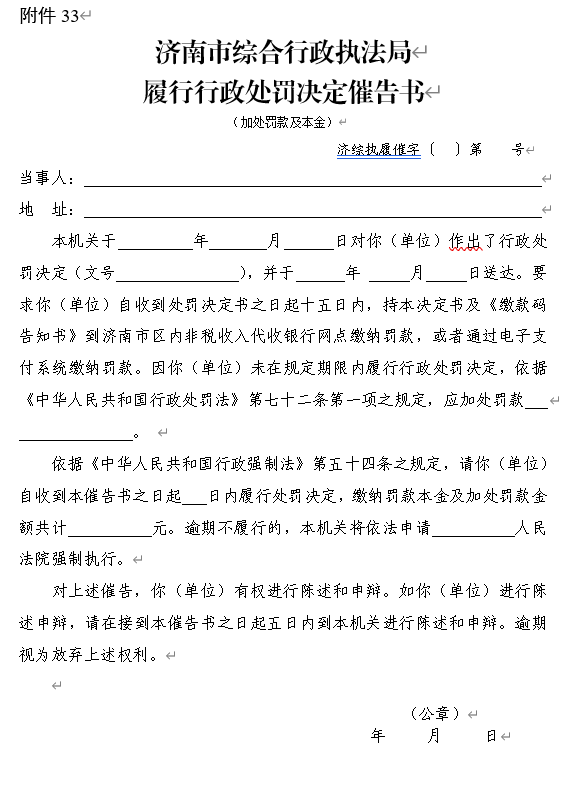 附件 33
济南市综合行政执法局
履行行政处罚决定催告书
（加处罚款及本金）
济综执履催字〔　〕第　　号
当事人：
地　址：
本机关于________年______月_____日对你（单位）作出了行政处
罚决定（文号____________），并于_____年 ____月____日送达。要
求你（单位）自收到处罚决定书之日起十五日内，持本决定书及《缴款码
告知书》到济南市区内非税收入代收银行网点缴纳罚款，或者通过电子支
付系统缴纳罚款。因你（单位）未在规定期限内履行行政处罚决定，依据
《中华人民共和国行政处罚法》第七十二条第一项之规定，应加处罚款___
____________。
依据《中华人民共和国行政强制法》第五十四条之规定，请你（单位）
自收到本催告书之日起___日内履行处罚决定，缴纳罚款本金及加处罚款金
额共计_________元。逾期不履行的，本机关将依法申请_________人民
法院强制执行。
对上述催告，你（单位）有权进行陈述和申辩。如你（单位）进行陈
述申辩，请在接到本催告书之日起五日内到本机关进行陈述和申辩。逾期
视为放弃上述权利。
（公章）
年　　月　　日